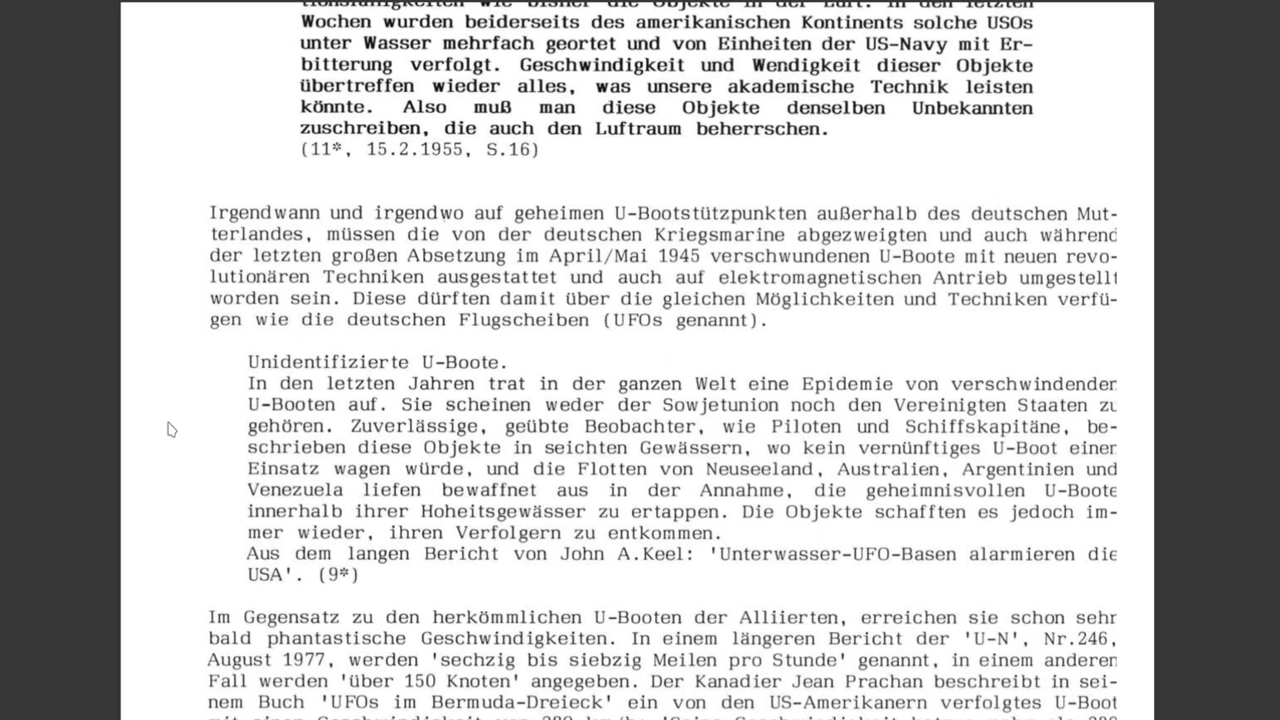 Wochen wurden beiderseits des amerikanischen Kontinents solche USOs
unter Wasser mehrfach geortet und von Einheiten der US-Navy mit Er-
bitterung verfolgt. Geschwindigkeit und Wendigkeit dieser Objekte
übertreffen wieder alles, was unsere akademische Technik leisten
könnte. Also muß man diese Objekte denselben Unbekannten
zuschreiben, die auch den Luftraum beherrschen.
(11*, 15.2.1955, S.16)
Irgendwann und irgendwo auf geheimen U-Bootstützpunkten außerhalb des deutschen Mut-
terlandes, müssen die von der deutschen Kriegsmarine abgezweigten und auch während
der letzten großen Absetzung im April/Mai 1945 verschwundenen U-Boote mit neuen revo-
lutionären Techniken ausgestattet und auch auf elektromagnetischen Antrieb umgestellt
worden sein. Diese dürften damit über die gleichen Möglichkeiten und Techniken verfü-
gen wie die deutschen Flugscheiben (UFOs genannt).
Unidentifizierte U-Boote.
In den letzten Jahren trat in der ganzen Welt eine Epidemie von verschwindenden
U-Booten auf. Sie scheinen weder der Sowjetunion noch den Vereinigten Staaten zu
gehören. Zuverlässige, geübte Beobachter, wie Piloten und Schiffskapitäne, be-
schrieben diese Objekte in seichten Gewässern, wo kein vernünftiges U-Boot einen
Einsatz wagen würde, und die Flotten von Neuseeland, Australien, Argentinien und
Venezuela liefen bewaffnet aus in der Annahme, die geheimnisvollen U-Boote
innerhalb ihrer Hoheitsgewässer zu ertappen. Die Objekte schafften es jedoch im-
mer wieder, ihren Verfolgern zu entkommen.
Aus dem langen Bericht von John A.Keel: 'Unterwasser-UFO-Basen alarmieren die
USA'. (9*)
Im Gegensatz zu den herkömmlichen U-Booten der Alliierten, erreichen sie schon sehr
bald phantastische Geschwindigkeiten. In einem längeren Bericht der 'U-N', Nr.246,
August 1977, werden 'sechzig bis siebzig Meilen pro Stunde' genannt, in einem anderen
Fall werden 'über 150 Knoten' angegeben. Der Kanadier Jean Prachan beschreibt in sei-
nem Buch 'UFOs im Bermuda-Dreieck' ein von den US-Amerikanern verfolgtes U-Boot